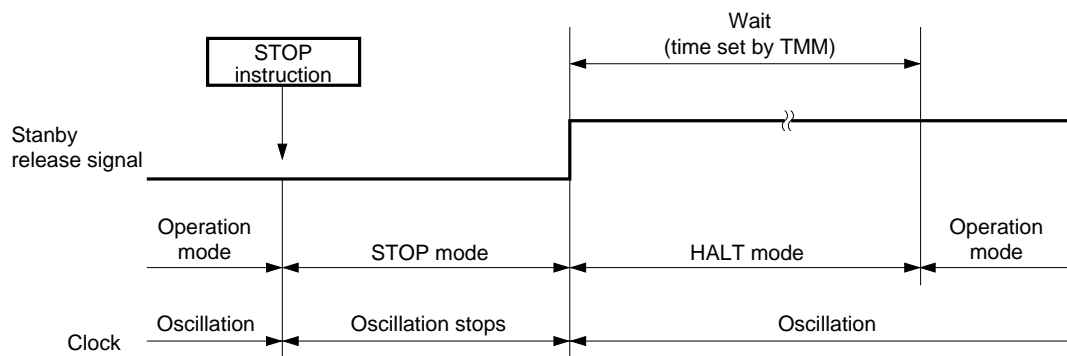 Wait
(time set by TMM)
STOP
instruction
Stanby
release signal
Operation
mode
STOP mode
HALT mode
Operation
mode
Clock
Oscillation
Oscillation stops
Oscillation